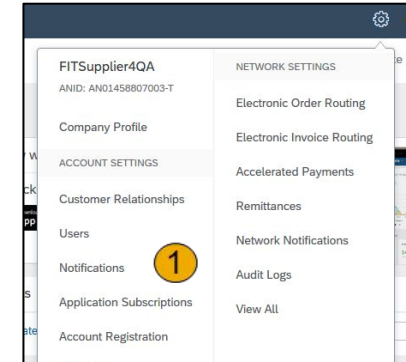 FITSupplier4QA
ANID: AN01458807003-T
Company Profile
ACCOUNT SETTINGS
Customer Relationships
Users
Notifications
1
Application Subscriptions
Account Registration
NETWORK SETTINGS
Electronic Order Routing
Electronic Invoice Routing
Accelerated Payments
Remittances
Network Notifications
Audit Logs
View All